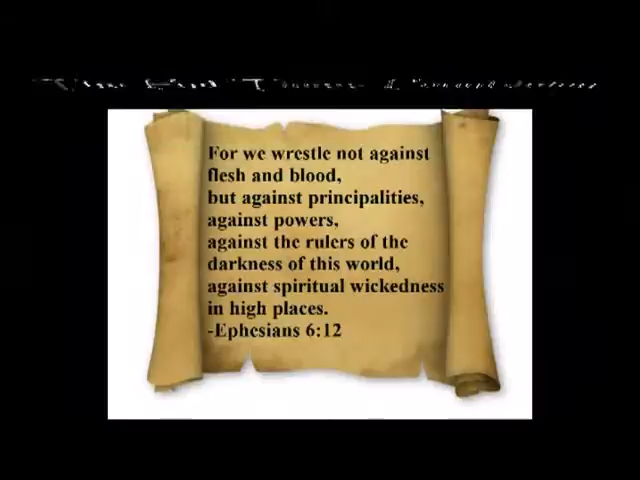 For we wrestle not against
flesh and blood,
but against principalities,
against powers,
against the rulers of the
darkness of this world,
against spiritual wickedness
in high places.
-Ephesians 6:12